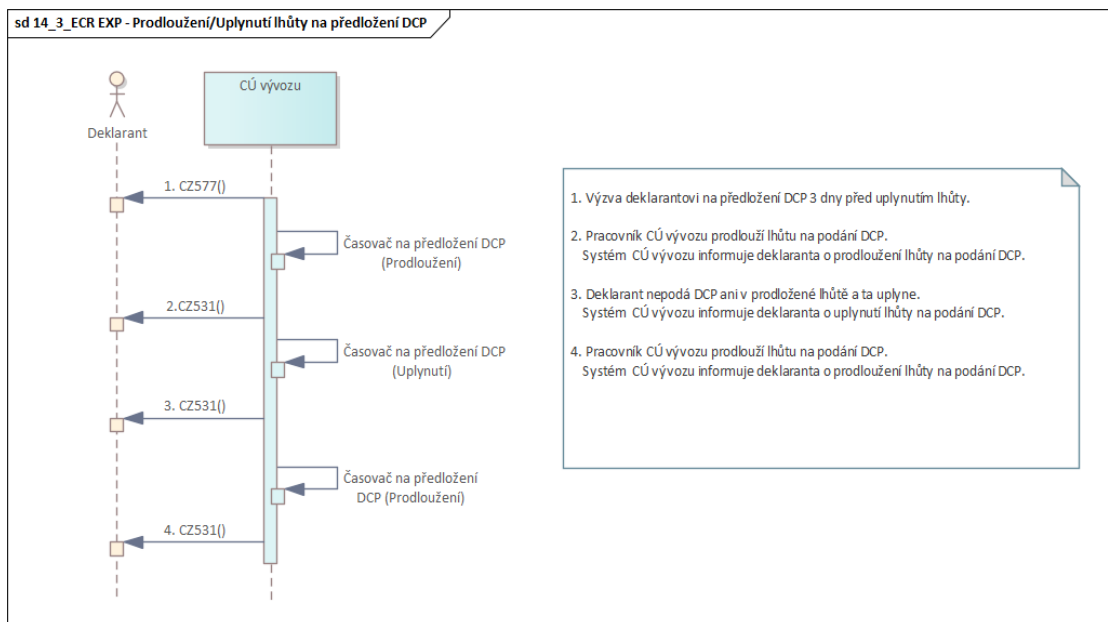 sd 14_3_ECR EXP - Prodloužení/Uplynutí lhůty na předložení DCP
CÚ vývozu
Deklarant
1. CZ577()
Časovač na předložení DCP
(Prodloužení)
2.CZ531()
Časovač na předložení DCP
(Uplynutí)
3. CZ531()
Časovač na předložení
DCP (Prodloužení)
4. CZ531()
1. Výzva deklarantovi na předložení DCP 3 dny před uplynutím lhůty.
2. Pracovník CÚ vývozu prodlouží lhůtu na podání DCP.
Systém CÚ vývozu informuje deklaranta o prodloužení lhůty na podání DCP.
3. Deklarant nepodá DCP ani v prodložené lhůtě a ta uplyne.
Systém CÚ vývozu informuje deklaranta o uplynutí lhůty na podání DCP.
4. Pracovník CÚ vývozu prodlouží lhůtu na podání DCP.
Systém CÚ vývozu informuje deklaranta o prodloužení lhůty na podání DCP.